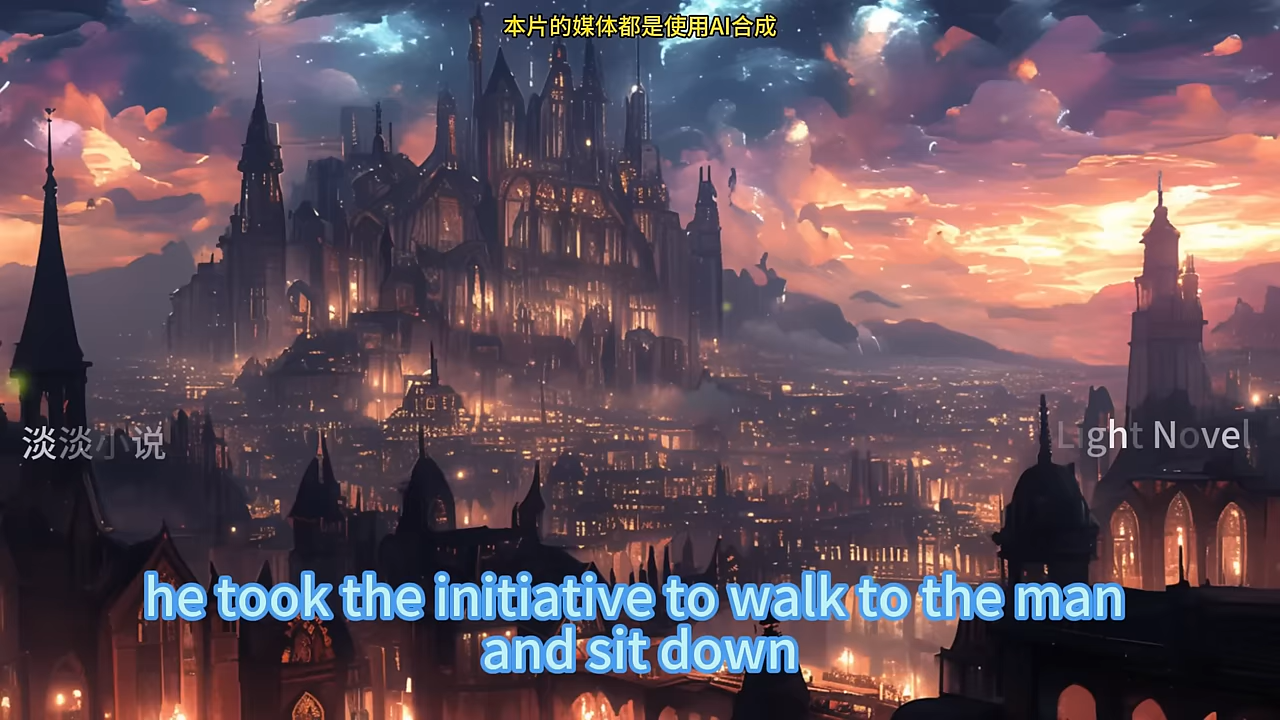 本片的媒体都是使用AI合成
淡淡小说
Light Novel
he took the initiative to walk to the man
and sit down